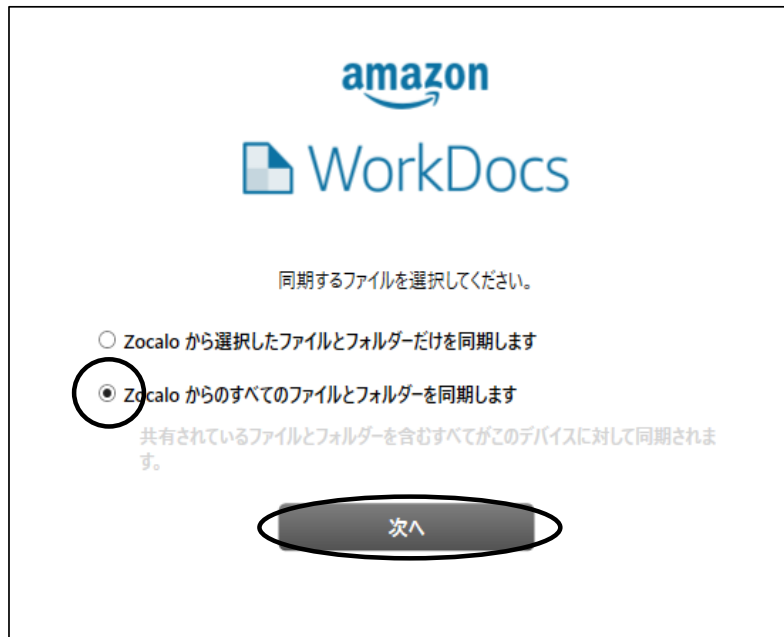 amazon
WorkDocs
同期するファイルを選択してください。
Zocalo から選択したファイルとフォルダーだけを同期します
Zocalo からのすべてのファイルとフォルダーを同期します
共有されているファイルとフォルダーを含むすべてがこのデバイスに対して同期されま
す。
次へ